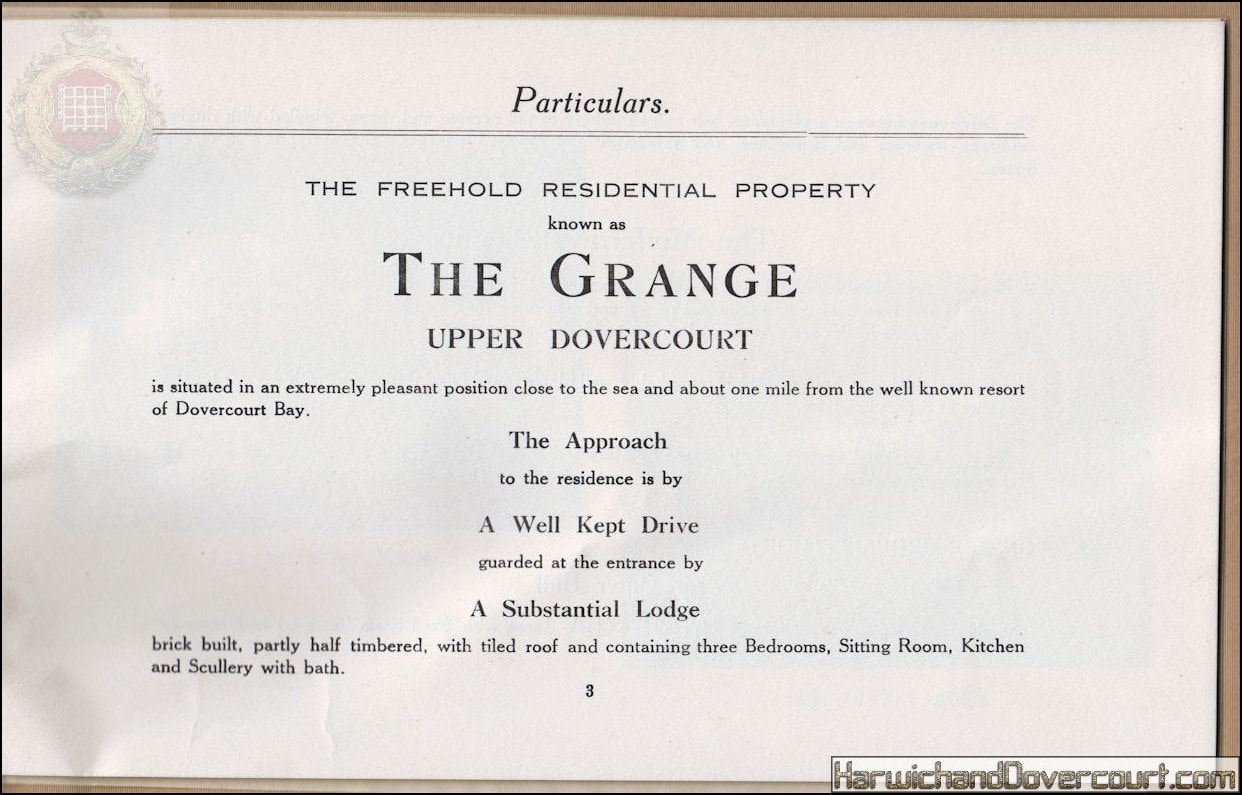 Particulars.
THE FREEHOLD RESIDENTIAL PROPERTY
known as
THE GRANGE
UPPER DOVERCOURT
is situated in an extremely pleasant position close to the sea and about one mile from the well known resort
of Dovercourt Bay.
The Approach
to the residence is by
A Well Kept Drive
guarded at the entrance by
A Substantial Lodge
brick built, partly half timbered, with tiled roof and containing three Bedrooms, Sitting Room, Kitchen
and Scullery with bath.
3
HarwichandDovercourt.com